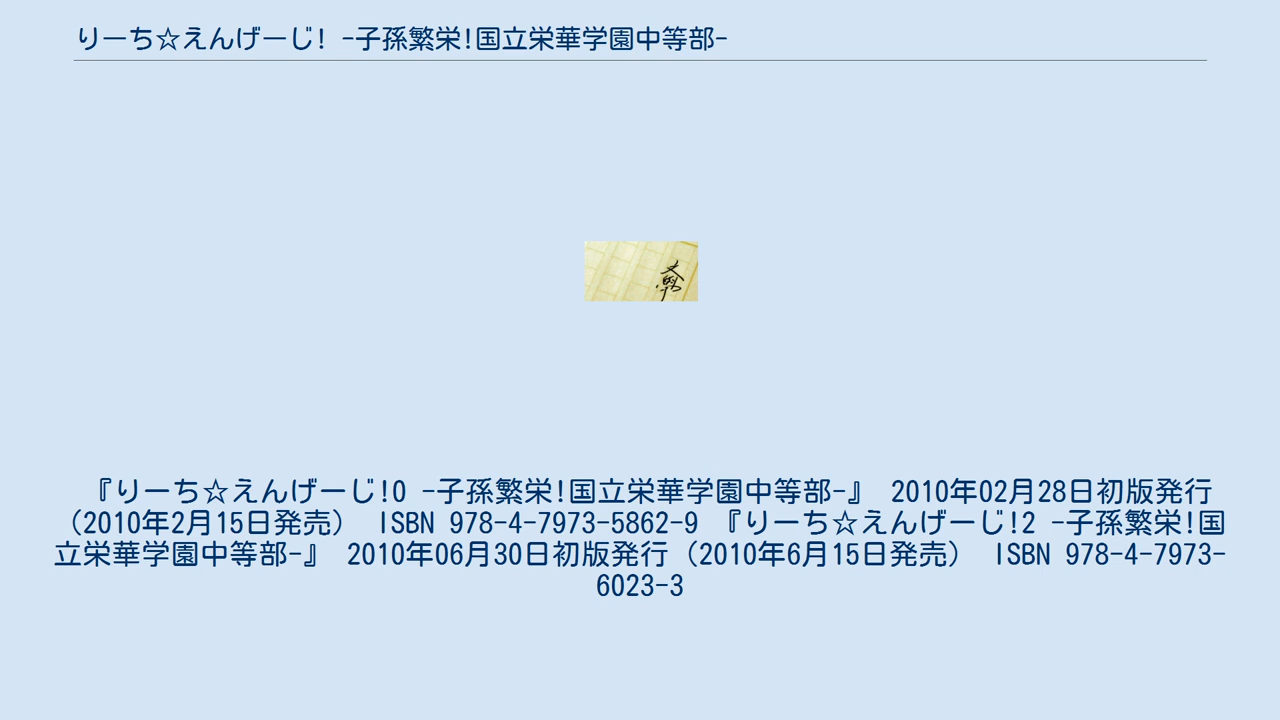 りーち☆えんげーじ! -子孫繁栄!国立栄華学園中等部-
『りーち☆えんげーじ!0 -子孫繁栄!国立栄華学園中等部-』 2010年02月28日初版発行
（2010年2月15日発売） ISBN 978-4-7973-5862-9 『りーち☆えんげーじ!2 -子孫繁栄!国
立栄華学園中等部-』 2010年06月30日初版発行（2010年6月15日発売） ISBN 978-4-7973-
6023-3